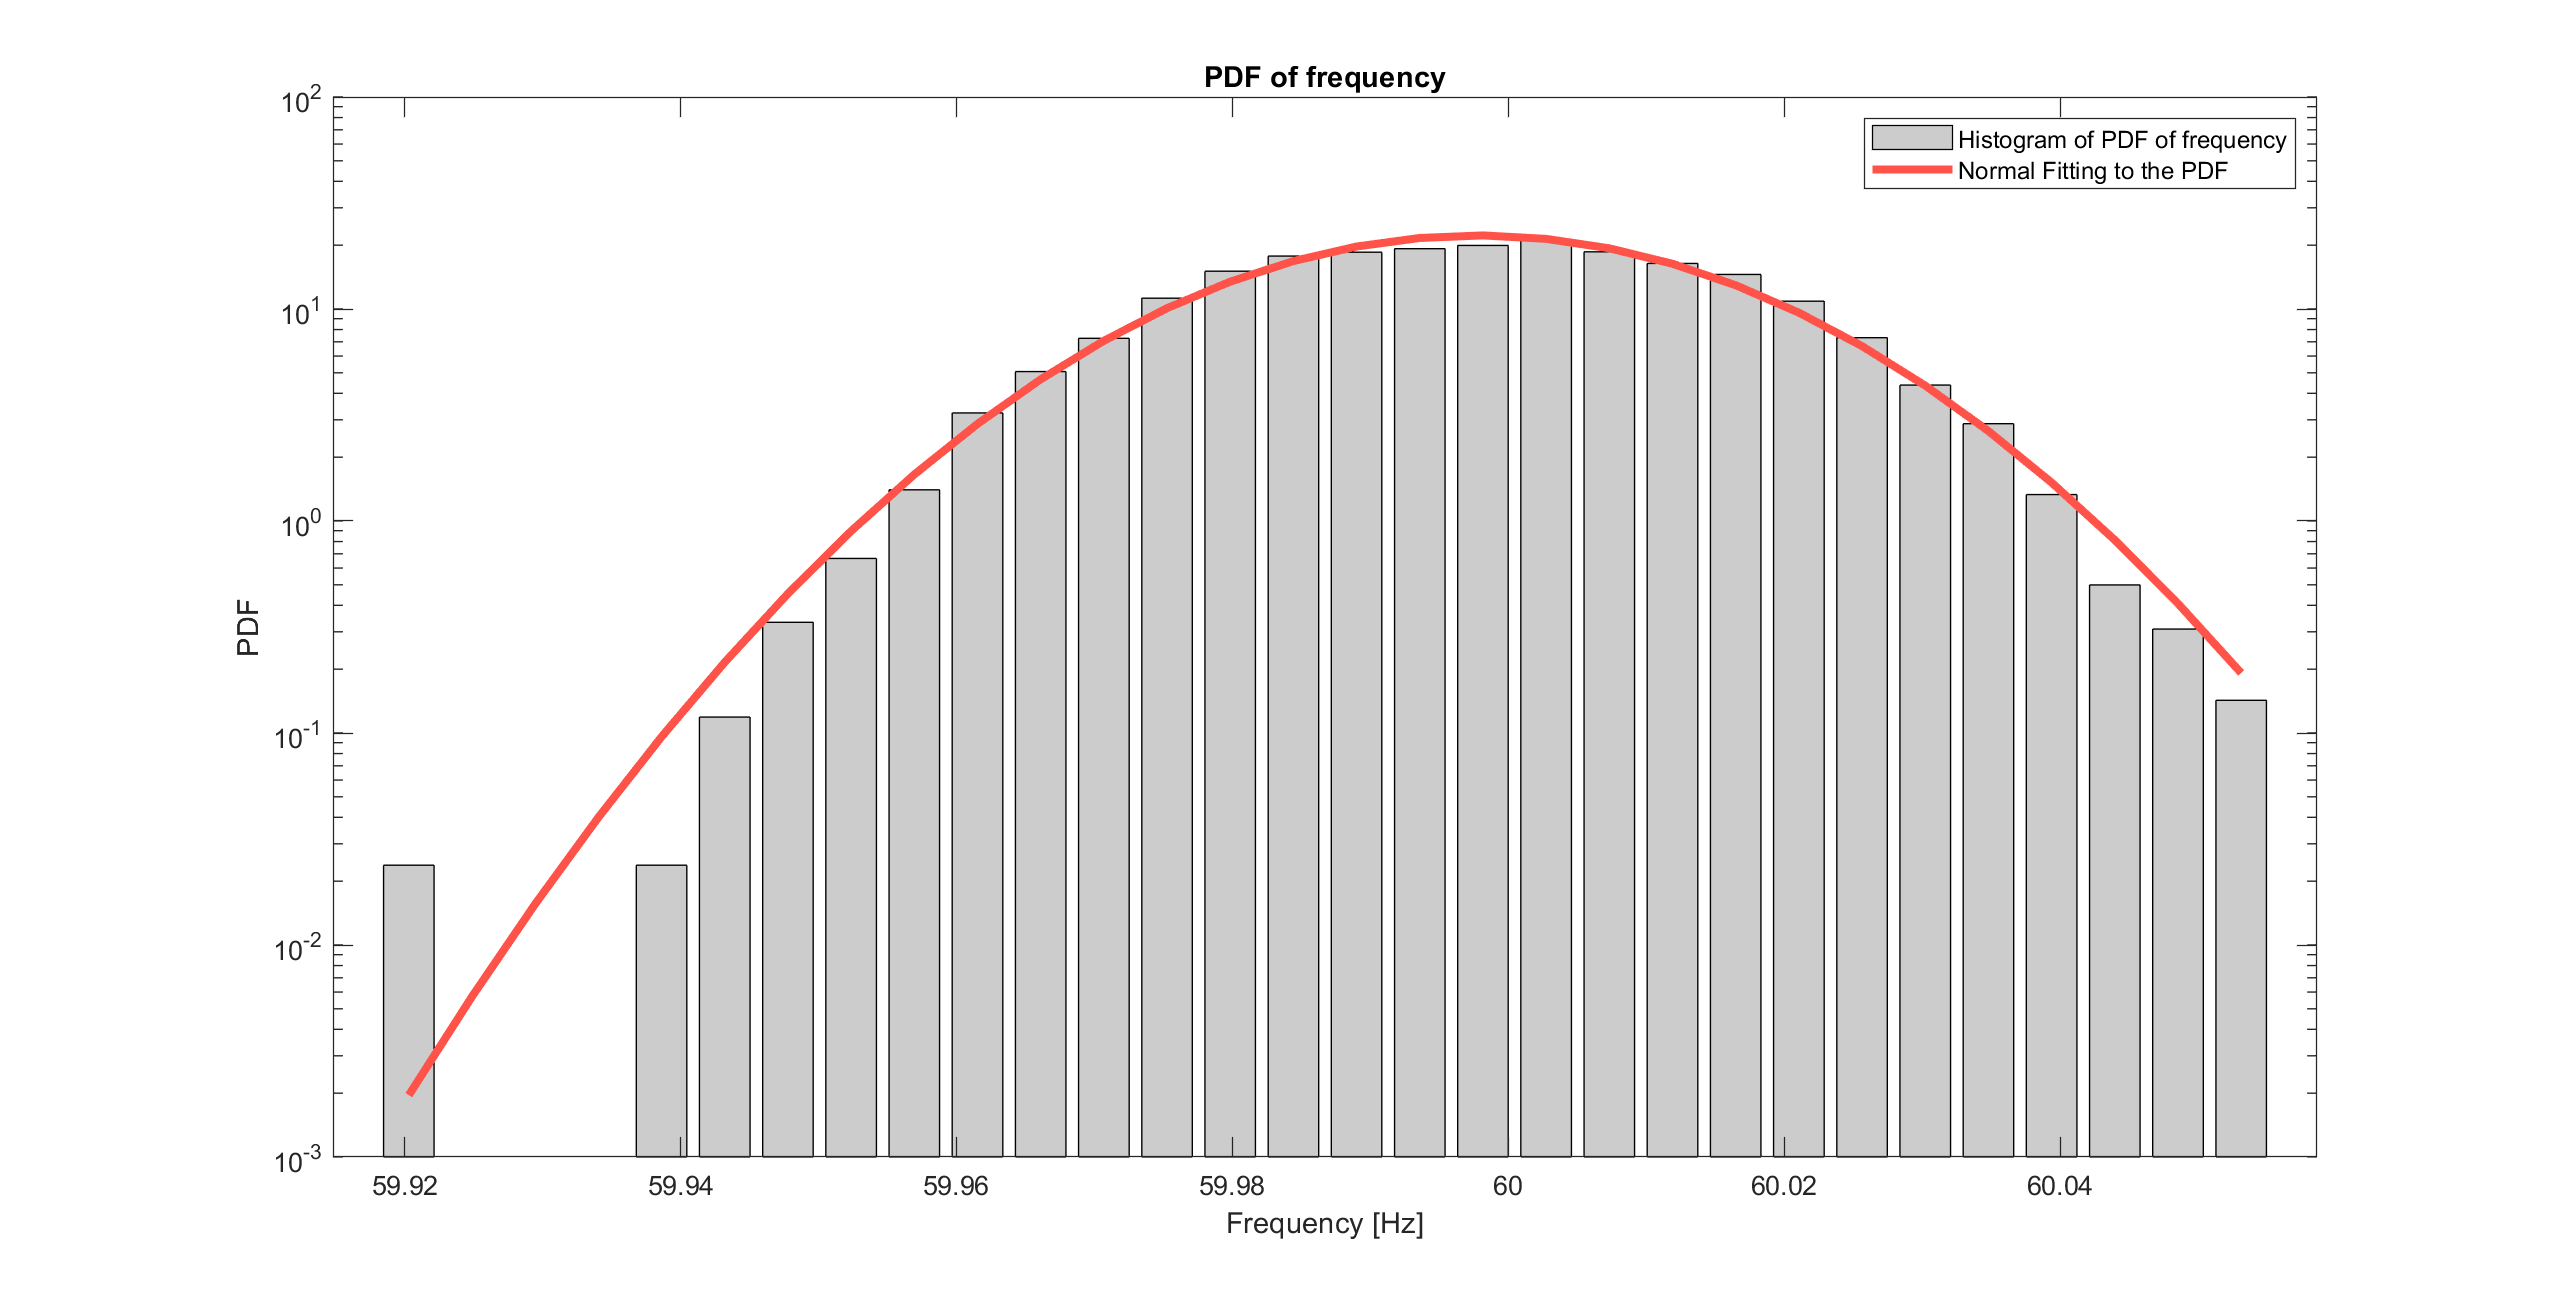 PDF of frequency
Histogram of PDF of frequency
Normal Fitting to the PDF
10^2
10^1
10^0
10^-1
10^-2
10^-3
PDF
59.92 59.94 59.96 59.98 60 60.02 60.04
Frequency [Hz]